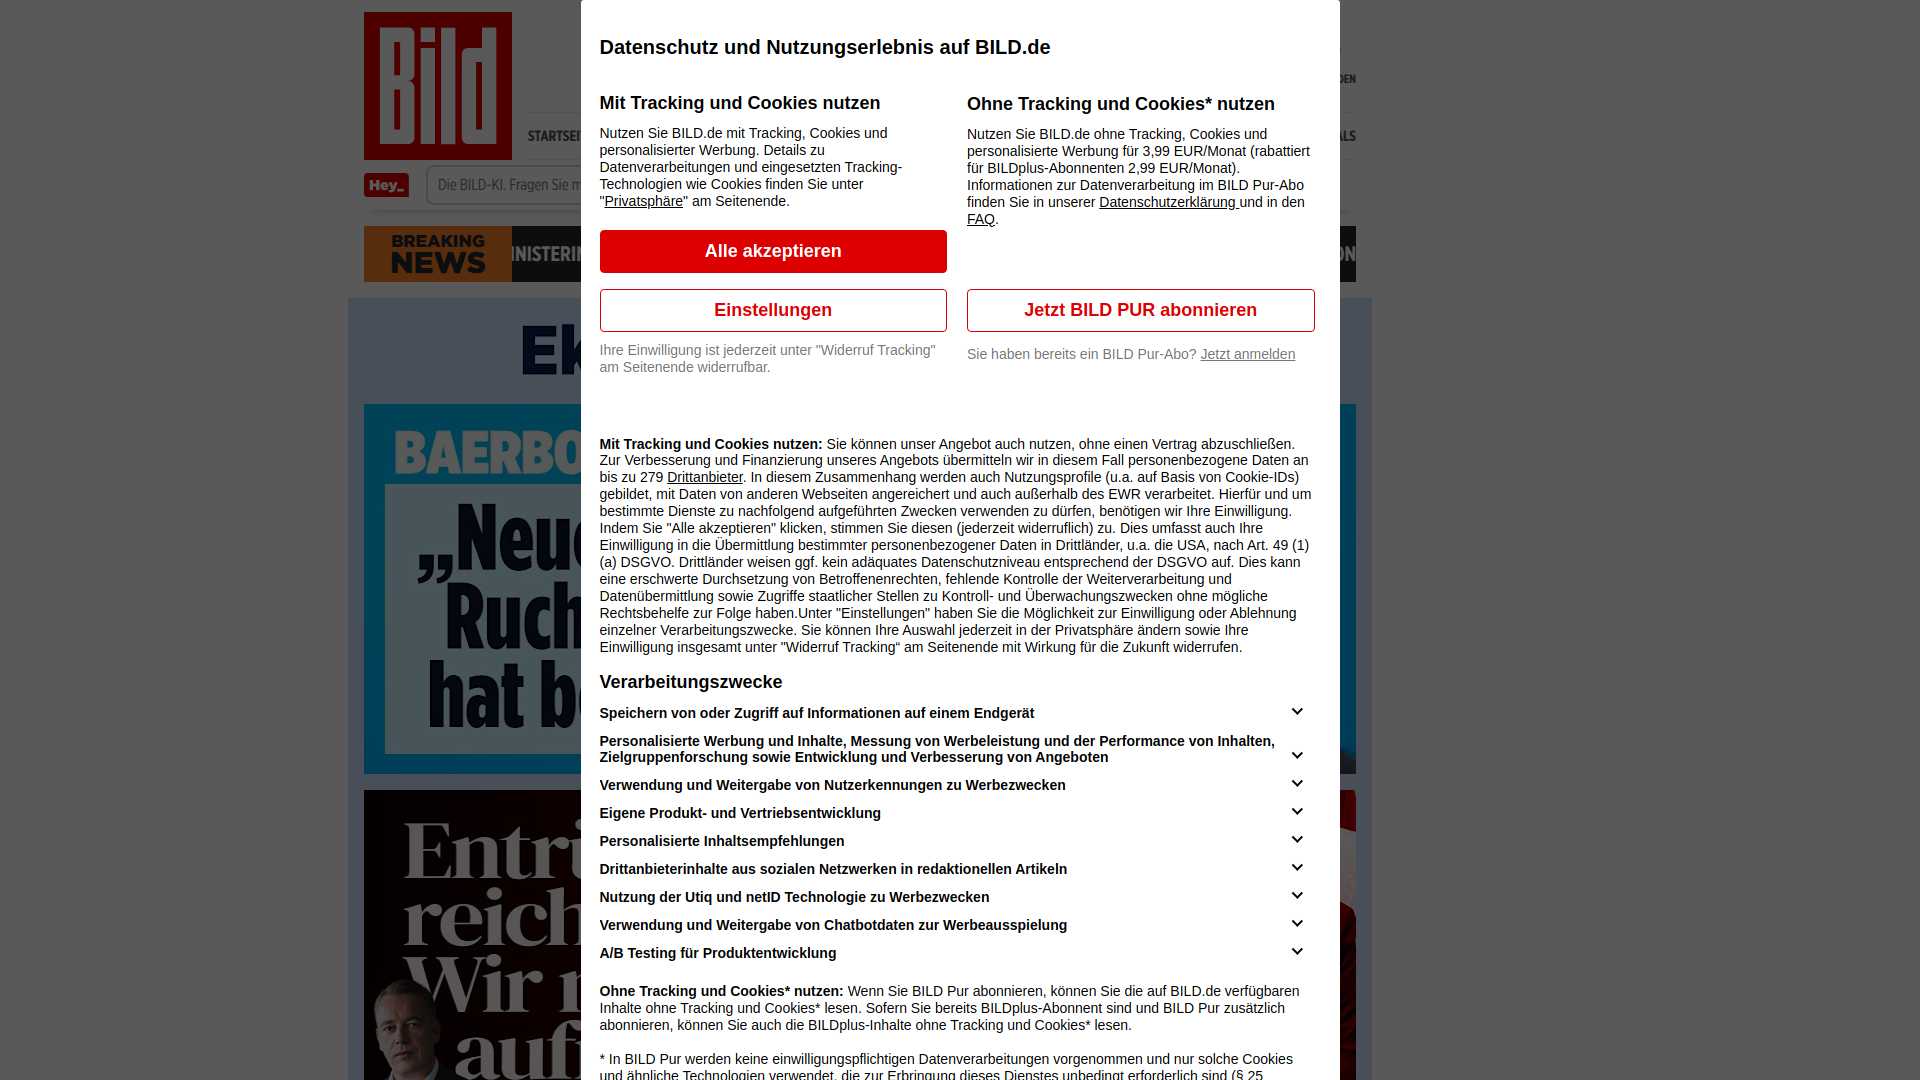 Bild
Datenschutz und Nutzungserlebnis auf BILD.de
Mit Tracking und Cookies nutzen
Nutzen Sie BILD.de mit Tracking, Cookies und
personalisierter Werbung. Details zu
Datenverarbeitungen und eingesetzten Tracking-
Technologien wie Cookies finden Sie unter
"Privatsphäre" am Seitenende.
Alle akzeptieren
Einstellungen
Ihre Einwilligung ist jederzeit unter "Widerruf Tracking"
am Seitenende widerrufbar.
Ohne Tracking und Cookies* nutzen
Nutzen Sie BILD.de ohne Tracking, Cookies und
personalisierte Werbung für 3,99 EUR/Monat (rabattiert
für BILDplus-Abonnenten 2,99 EUR/Monat).
Informationen zur Datenverarbeitung im BILD Pur-Abo
finden Sie in unserer Datenschutzerklärung und in den
FAQ.
Jetzt BILD PUR abonnieren
Sie haben bereits ein BILD Pur-Abo? Jetzt anmelden
Mit Tracking und Cookies nutzen: Sie können unser Angebot auch nutzen, ohne einen Vertrag abzuschließen.
Zur Verbesserung und Finanzierung unseres Angebots übermitteln wir in diesem Fall personenbezogene Daten an
bis zu 279 Drittanbieter. In diesem Zusammenhang werden auch Nutzungsprofile (u.a. auf Basis von Cookie-IDs)
gebildet, mit Daten von anderen Webseiten angereichert und auch außerhalb des EWR verarbeitet. Hierfür und um
bestimmte Dienste zu nachfolgend aufgeführten Zwecken verwenden zu dürfen, benötigen wir Ihre Einwilligung.
Indem Sie "Alle akzeptieren" klicken, stimmen Sie diesen (jederzeit widerruflich) zu. Dies umfasst auch Ihre
Einwilligung in die Übermittlung bestimmter personenbezogener Daten in Drittländer, u.a. die USA, nach Art. 49 (1)
(a) DSGVO. Drittländer weisen ggf. kein adäquates Datenschutzniveau entsprechend der DSGVO auf. Dies kann
eine erschwerte Durchsetzung von Betroffenenrechten, fehlende Kontrolle der Weiterverarbeitung und
Datenübermittlung sowie Zugriffe staatlicher Stellen zu Kontroll- und Überwachungszwecken ohne mögliche
Rechtsbehelfe zur Folge haben.Unter "Einstellungen" haben Sie die Möglichkeit zur Einwilligung oder Ablehnung
einzelner Verarbeitungszwecke. Sie können Ihre Auswahl jederzeit in der Privatsphäre ändern sowie Ihre
Einwilligung insgesamt unter "Widerruf Tracking“ am Seitenende mit Wirkung für die Zukunft widerrufen.
Verarbeitungszwecke
Speichern von oder Zugriff auf Informationen auf einem Endgerät
Personalisierte Werbung und Inhalte, Messung von Werbeleistung und der Performance von Inhalten,
Zielgruppenforschung sowie Entwicklung und Verbesserung von Angeboten
Verwendung und Weitergabe von Nutzerkennungen zu Werbezwecken
Eigene Produkt- und Vertriebsentwicklung
Personalisierte Inhaltsempfehlungen
Drittanbieterinhalte aus sozialen Netzwerken in redaktionellen Artikeln
Nutzung der Utiq und netID Technologie zu Werbezwecken
Verwendung und Weitergabe von Chatbotdaten zur Werbeausspielung
A/B Testing für Produktentwicklung
Ohne Tracking und Cookies* nutzen: Wenn Sie BILD Pur abonnieren, können Sie die auf BILD.de verfügbaren
Inhalte ohne Tracking und Cookies* lesen. Sofern Sie bereits BILDplus-Abonnent sind und BILD Pur zusätzlich
abonnieren, können Sie auch die BILDplus-Inhalte ohne Tracking und Cookies* lesen.
* In BILD Pur werden keine einwilligungspflichtigen Datenverarbeitungen vorgenommen und nur solche Cookies
und ähnliche Technologien verwendet, die zur Erbringung dieses Dienstes unbedingt erforderlich sind (§ 25
STARTSEI
Hey_
Die BILD-KI. Fragen Sie m
BREAKING
NEWS
NISTERIN
Ek
BAERBO
„Neue
Ruch
hat be
Entrü
reich
Wir m
auf
DEN
ALS
ON